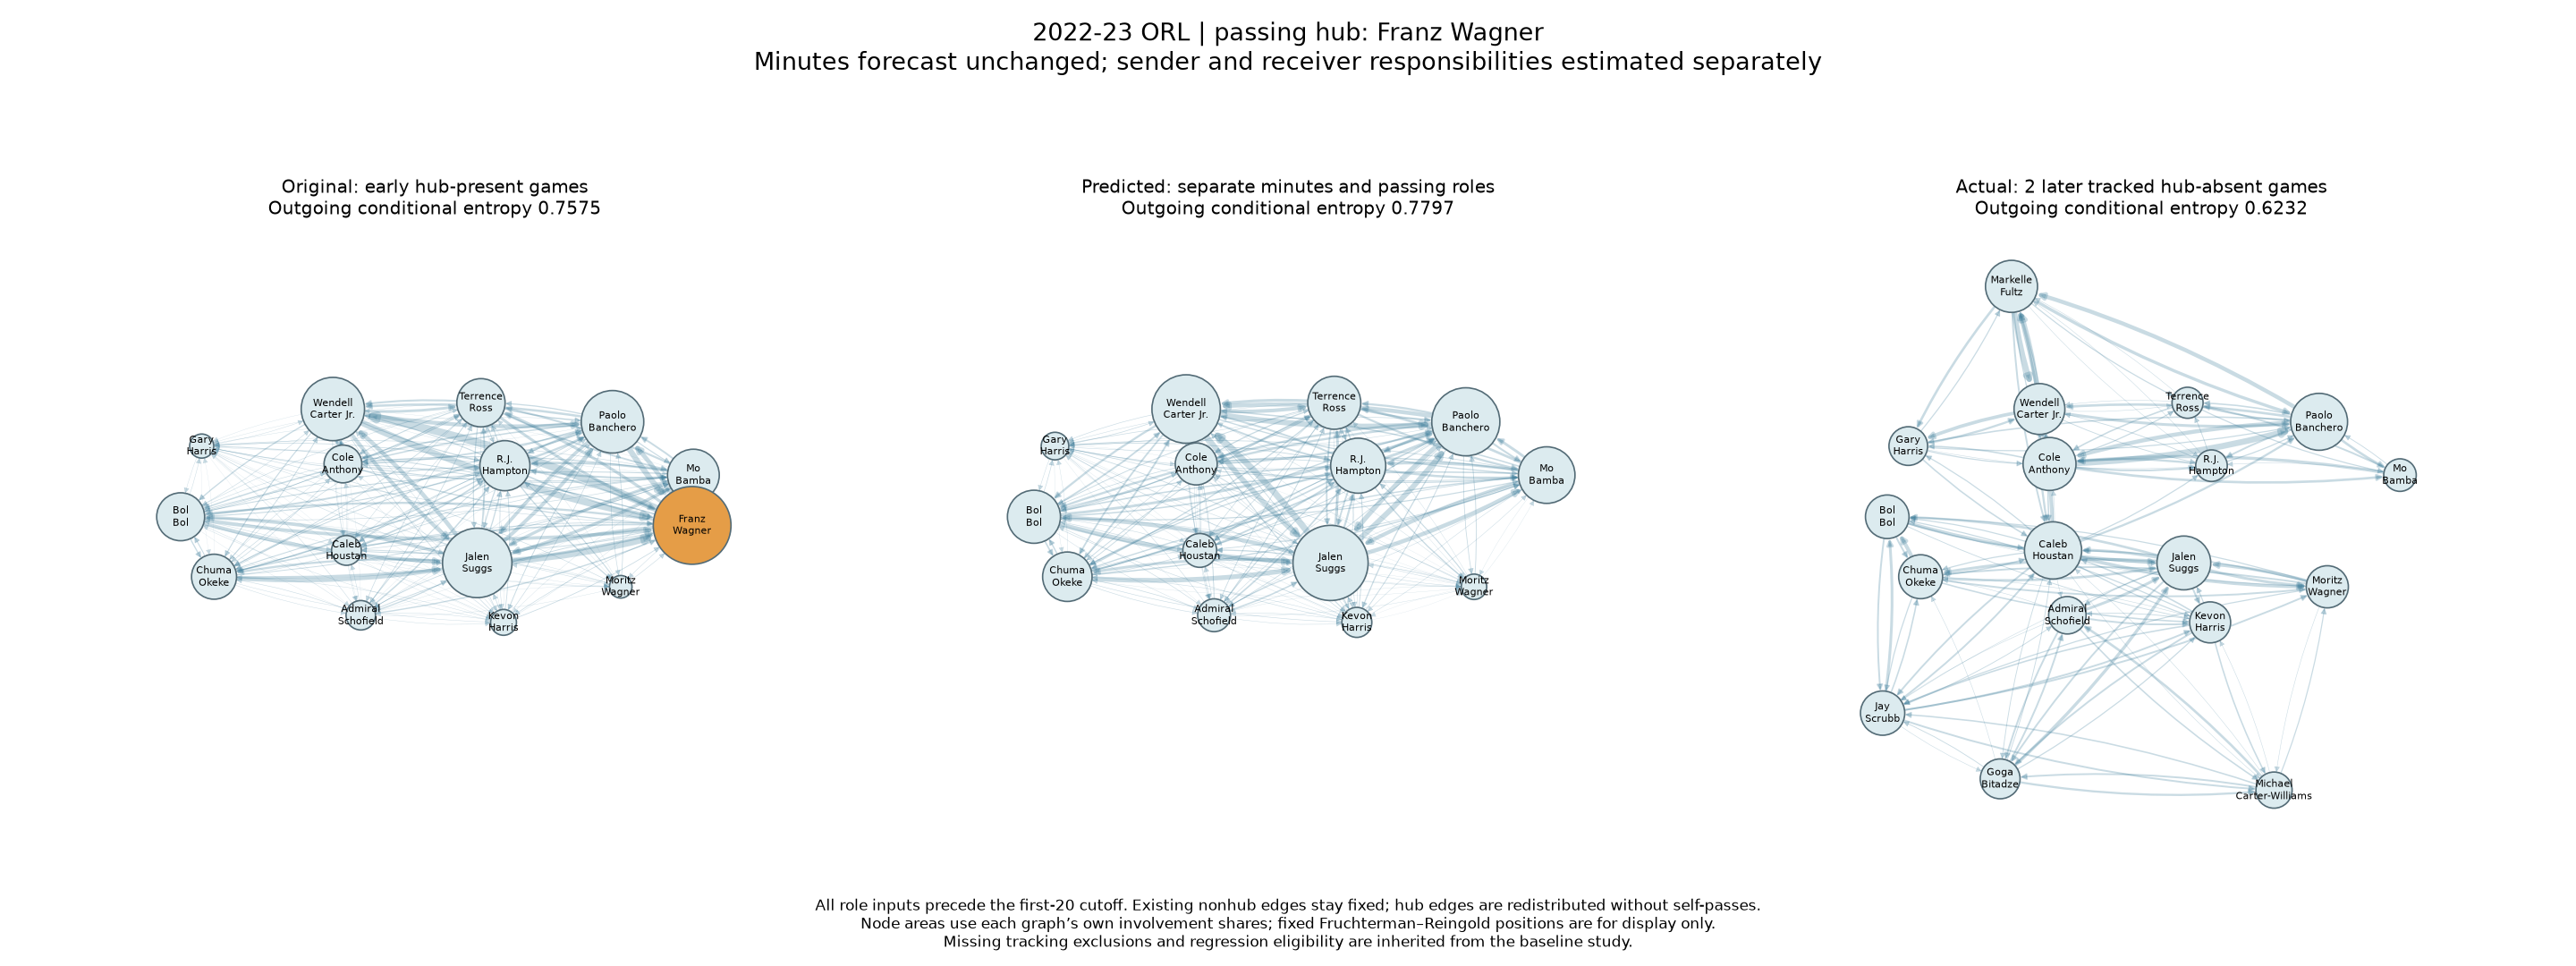 2022-23 ORL | passing hub: Franz Wagner
Minutes forecast unchanged; sender and receiver responsibilities estimated separately
Original: early hub-present games
Outgoing conditional entropy 0.7575
Wendell
Carter Jr.
Terrence
Ross
Paolo
Banchero
Gary
Harris
Cole
Anthony
R.J.
Hampton
Mo
Bamba
Bol
Bol
Franz
Wagner
Caleb
Houstan
Jalen
Suggs
Chuma
Okeke
Moritz
Wagner
Admiral
Schofield
Kevon
Harris
Predicted: separate minutes and passing roles
Outgoing conditional entropy 0.7797
Wendell
Carter Jr.
Terrence
Ross
Paolo
Banchero
Gary
Harris
Cole
Anthony
R.J.
Hampton
Mo
Bamba
Bol
Bol
Caleb
Houstan
Jalen
Suggs
Chuma
Okeke
Moritz
Wagner
Admiral
Schofield
Kevon
Harris
Actual: 2 later tracked hub-absent games
Outgoing conditional entropy 0.6232
Markelle
Fultz
Wendell
Carter Jr.
Terrence
Ross
Paolo
Banchero
Gary
Harris
Cole
Anthony
R.J.
Hampton
Mo
Bamba
Bol
Bol
Caleb
Houstan
Jalen
Suggs
Chuma
Okeke
Moritz
Wagner
Admiral
Schofield
Kevon
Harris
Jay
Scrubb
Goga
Bitadze
Michael
Carter-Williams
All role inputs precede the first-20 cutoff. Existing nonhub edges stay fixed; hub edges are redistributed without self-passes.
Node areas use each graph’s own involvement shares; fixed Fruchterman–Reingold positions are for display only.
Missing tracking exclusions and regression eligibility are inherited from the baseline study.